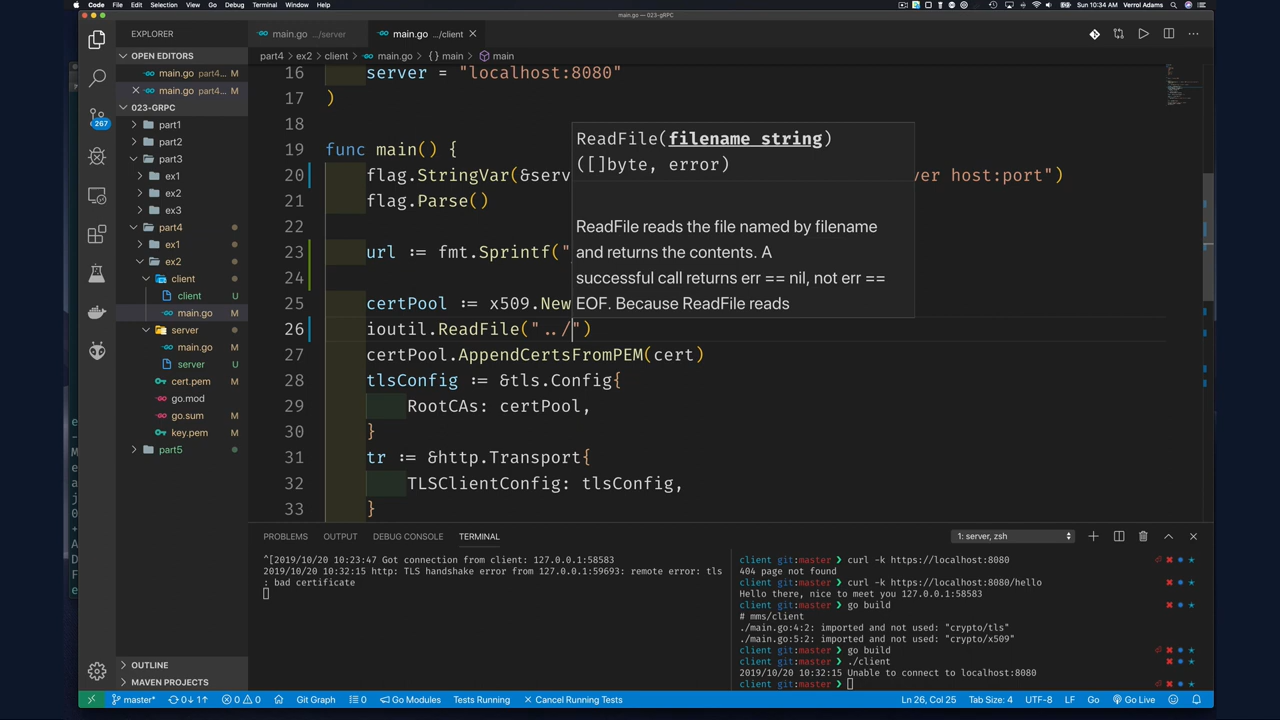 Code File Edit Selection View Go Debug Terminal Window Help
Sun 10:34 AM Verrol Adams
main.go — 023-gRPC
EXPLORER
OPEN EDITORS
main.go part4... M
main.go part4... M
023-GRPC
part1
part2
part3
ex1
ex2
ex3
part4
ex1
ex2
client
client U
main.go M
server
main.go M
server U
cert.pem M
go.mod
go.sum M
key.pem M
part5
OUTLINE
MAVEN PROJECTS
267
main.go .../server
main.go .../client
part4 > ex2 > client > main.go > {} main > main
16 server = "localhost:8080"
17 )
18
19 func main() {
20 flag.StringVar(&serv er host:port")
21 flag.Parse()
22
23 url := fmt.Sprintf("
24
25 certPool := x509.New
26 ioutil.ReadFile("../")
27 certPool.AppendCertsFromPEM(cert)
28 tlsConfig := &tls.Config{
29 RootCAs: certPool,
30 }
31 tr := &http.Transport{
32 TLSClientConfig: tlsConfig,
33 }
ReadFile(filename string)
([]byte, error)
ReadFile reads the file named by filename
and returns the contents. A
successful call returns err == nil, not err ==
EOF. Because ReadFile reads
PROBLEMS OUTPUT DEBUG CONSOLE TERMINAL
1: server, zsh
^[2019/10/20 10:23:47 Got connection from client: 127.0.0.1:58583
2019/10/20 10:32:15 http: TLS handshake error from 127.0.0.1:59693: remote error: tls
: bad certificate
client git:master ❯ curl -k https://localhost:8080
404 page not found
client git:master ❯ curl -k https://localhost:8080/hello
Hello there, nice to meet you 127.0.0.1:58583
client git:master ❯ go build
# mms/client
./main.go:4:2: imported and not used: "crypto/tls"
./main.go:5:2: imported and not used: "crypto/x509"
client git:master ❯ go build
client git:master ❯ ./client
2019/10/20 10:32:15 Unable to connect to localhost:8080
client git:master ❯
master* 0↓ 1↑ 0 0 Git Graph 0 Go Modules Tests Running Cancel Running Tests
Ln 26, Col 25 Tab Size: 4 UTF-8 LF Go Go Live